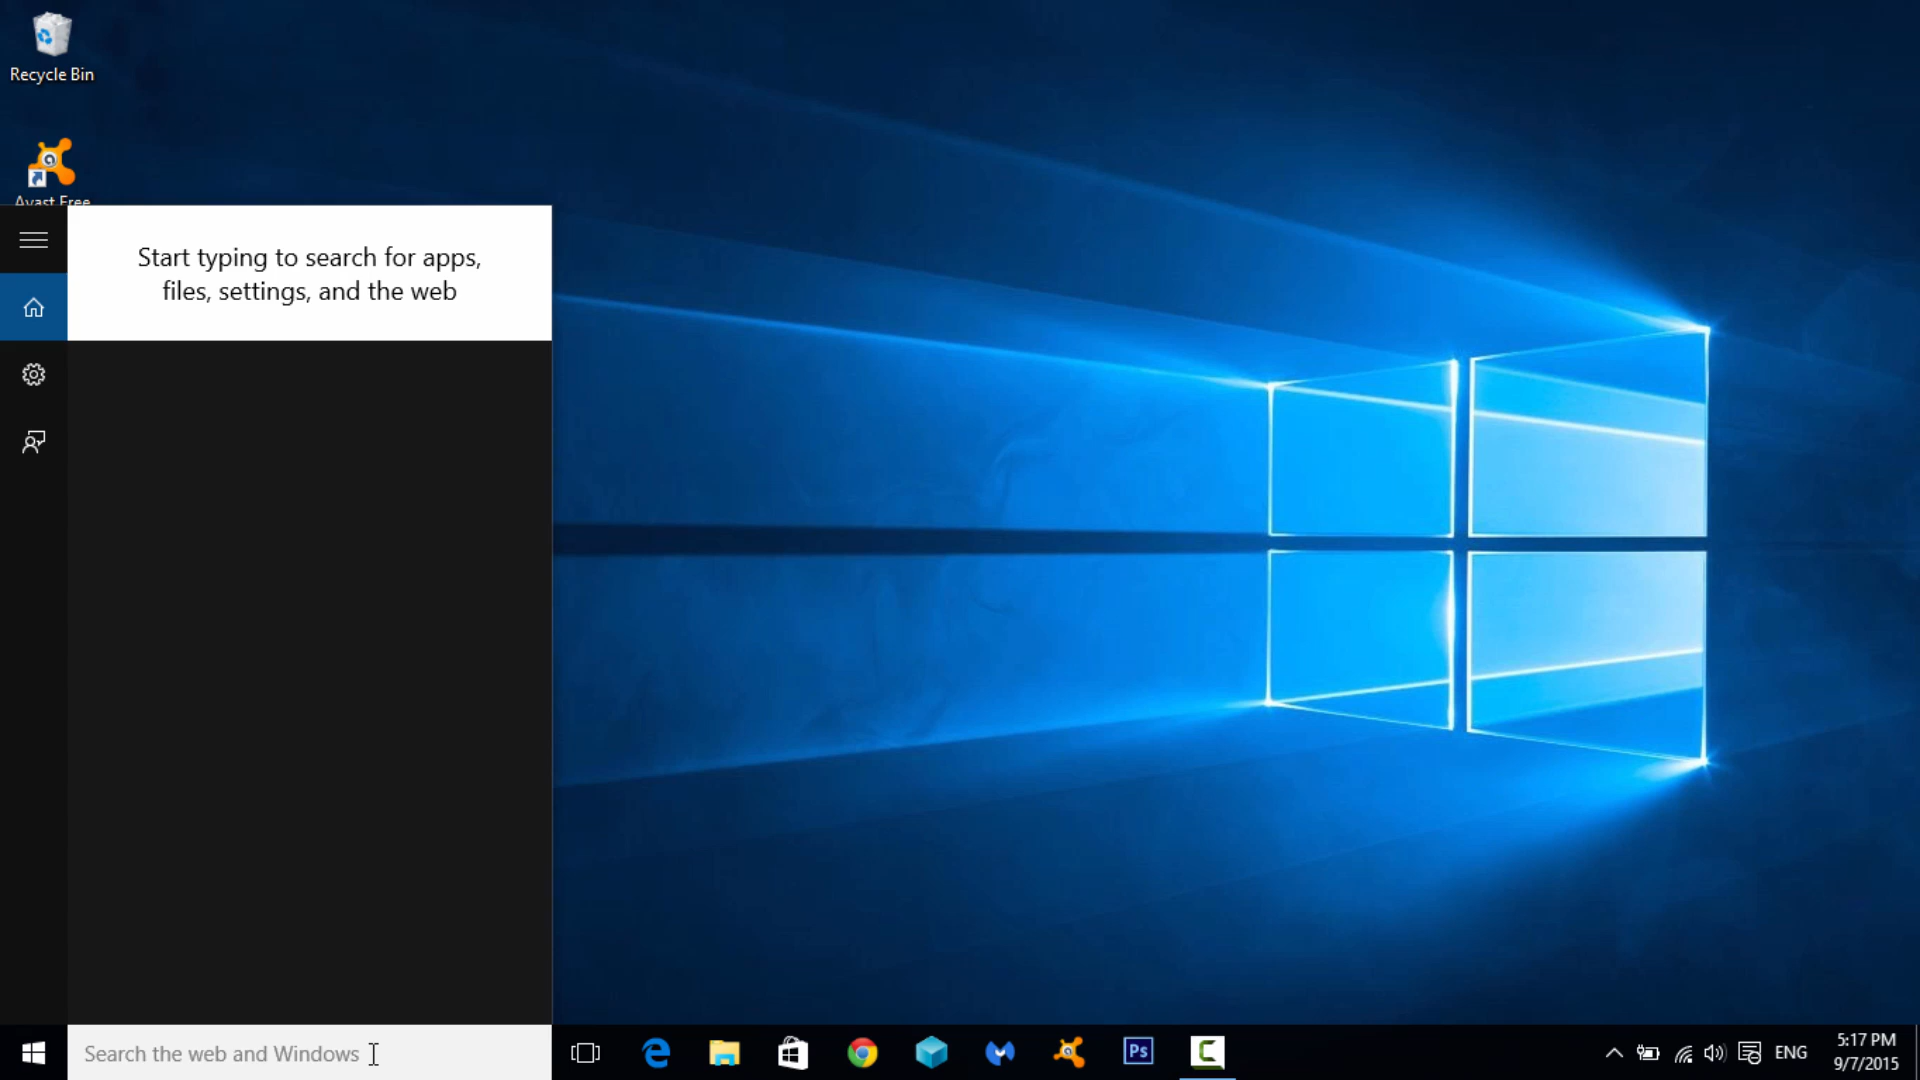 Recycle Bin
Avast Free
Start typing to search for apps,
files, settings, and the web
Search the web and Windows
Ps
ENG
5:17 PM
9/7/2015